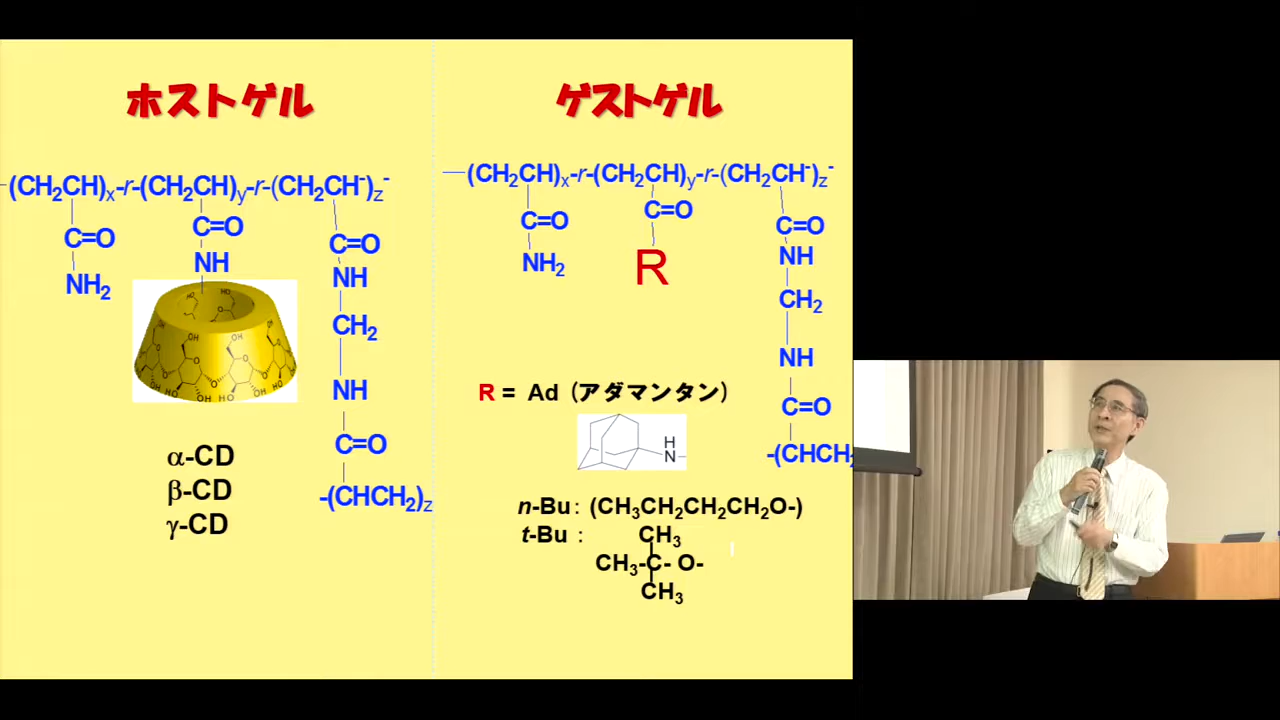 ホストゲル
-(CH₂CH)x-r-(CH₂CH)y-r-(CH₂CH-)z-
C=O
C=O
C=O
NH
NH₂
NH
CH₂
NH
C=O
-(CHCH₂)z
α-CD
β-CD
γ-CD
ゲストゲル
—(CH₂CH)x-r-(CH₂CH)y-r-(CH₂CH-)z-
C=O
C=O
C=O
NH₂
R
NH
CH₂
NH
C=O
-(CHCH₂
R = Ad (アダマンタン)
H
N
n-Bu: (CH₃CH₂CH₂CH₂O-)
t-Bu :
CH₃
CH₃-C- O-
CH₃